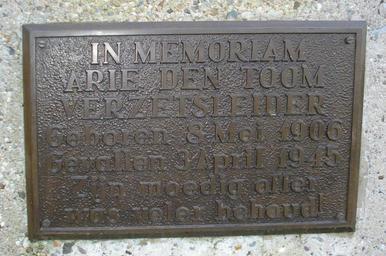 IN MEMORIAM
ARIE DEN TOOM
VERZETSLEIDER
Geboren 8 Mei 1906
Gevallen 3 April 1945
Zijn moedig offer
was veler behoud!